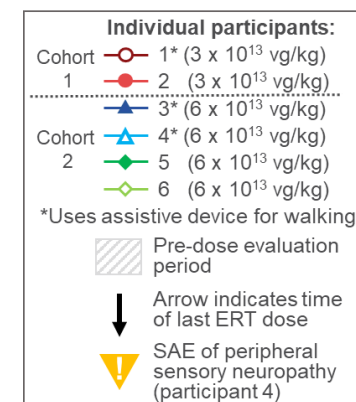 Individual participants:
Cohort 1
1* (3 x 10¹³ vg/kg)
2 (3 x 10¹³ vg/kg)
Cohort 2
3* (6 x 10¹³ vg/kg)
4* (6 x 10¹³ vg/kg)
5 (6 x 10¹³ vg/kg)
6 (6 x 10¹³ vg/kg)
*Uses assistive device for walking
Pre-dose evaluation
period
Arrow indicates time
of last ERT dose
!
SAE of peripheral
sensory neuropathy
(participant 4)